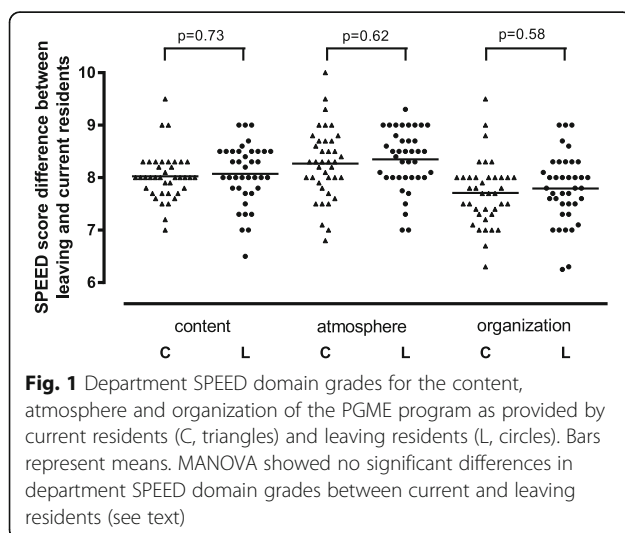 p=0.73 p=0.62 p=0.58
SPEED score difference between
leaving and current residents
10
9
8
7
6
content atmosphere organization
C L C L C L
Fig. 1 Department SPEED domain grades for the content,
atmosphere and organization of the PGME program as provided by
current residents (C, triangles) and leaving residents (L, circles). Bars
represent means. MANOVA showed no significant differences in
department SPEED domain grades between current and leaving
residents (see text)